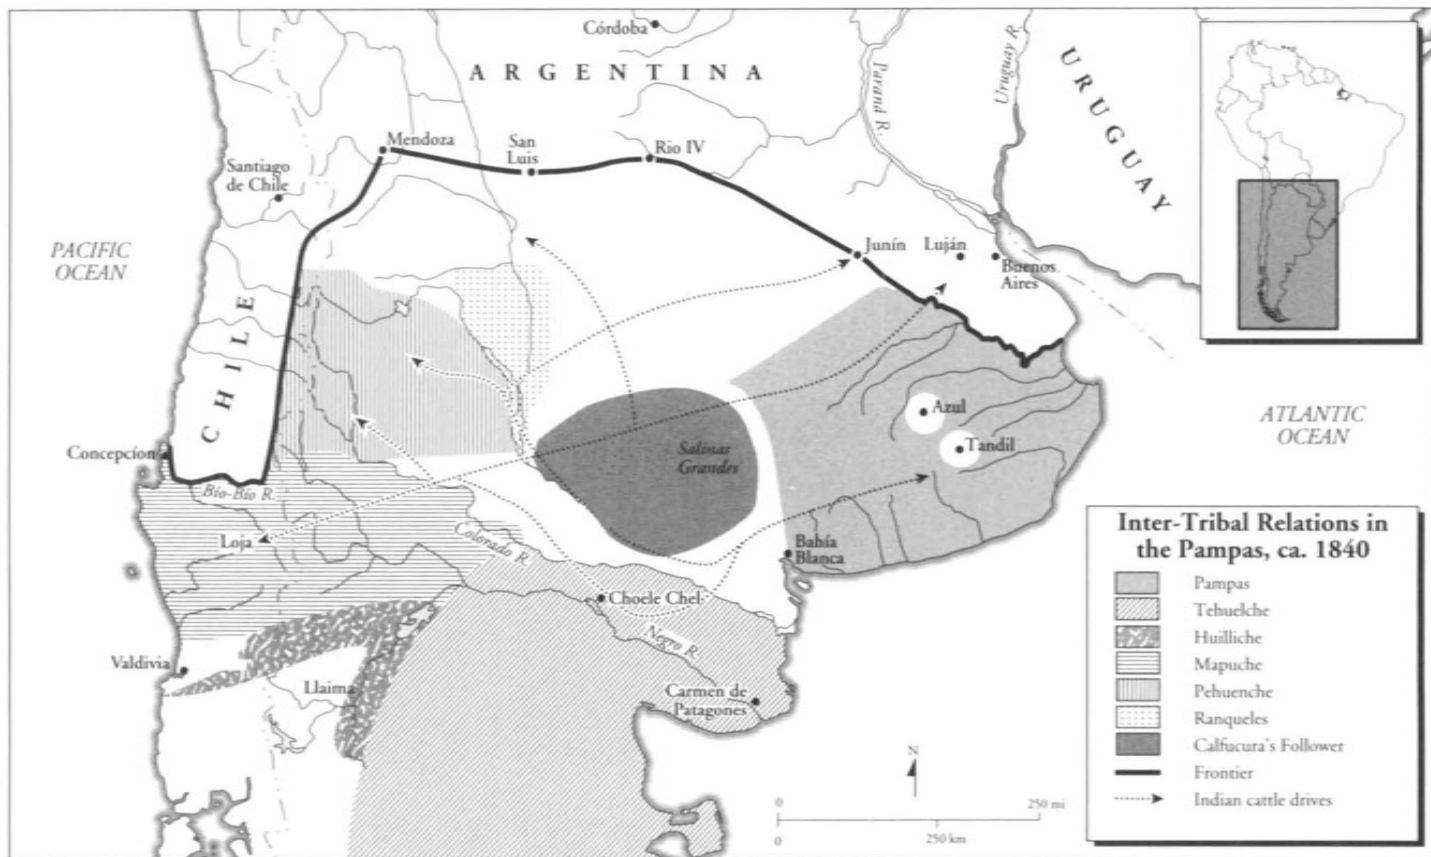 Córdoba
ARGENTINA
Paraná R.
Uruguay R.
URUGUAY
Mendoza
San
Luis
Rio IV
Santiago
de Chile
PACIFIC
OCEAN
Junín
Luján
Buenos
Aires
CHILE
Azul
Tandil
ATLANTIC
OCEAN
Salinas
Grandes
Concepcíon
Bío-Bío R.
Loja
Colorado R.
Bahía
Blanca
Choele Chel
Negro R.
Valdivia
Llaima
Carmen de
Patagones
N
0
250 mi
0
250 km
Inter-Tribal Relations in
the Pampas, ca. 1840
Pampas
Tehuelche
Huilliche
Mapuche
Pehuenche
Ranqueles
Calfucura's Follower
Frontier
Indian cattle drives